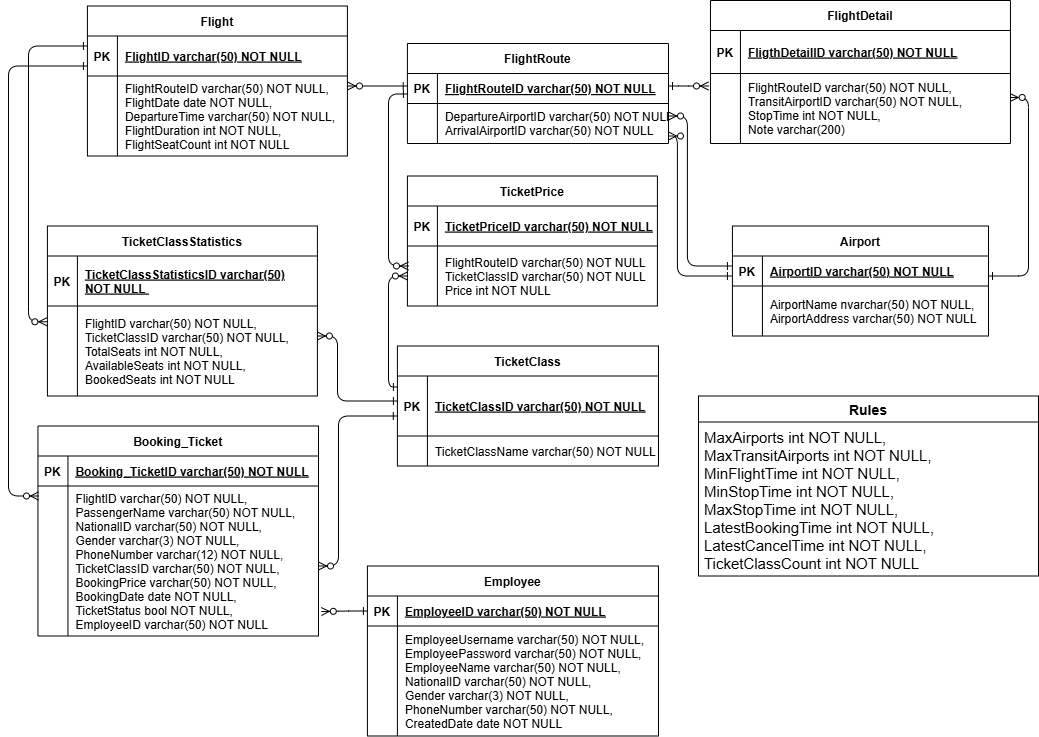 Flight
PK
FlightID varchar(50) NOT NULL
FlightRouteID varchar(50) NOT NULL,
FlightDate date NOT NULL,
DepartureTime varchar(50) NOT NULL,
FlightDuration int NOT NULL,
FlightSeatCount int NOT NULL
FlightRoute
PK
FlightRouteID varchar(50) NOT NULL
DepartureAirportID varchar(50) NOT NULL
ArrivalAirportID varchar(50) NOT NULL
FlightDetail
PK
FligthDetailID varchar(50) NOT NULL
FlightRouteID varchar(50) NOT NULL,
TransitAirportID varchar(50) NOT NULL,
StopTime int NOT NULL,
Note varchar(200)
TicketPrice
PK
TicketPriceID varchar(50) NOT NULL
FlightRouteID varchar(50) NOT NULL
TicketClassID varchar(50) NOT NULL
Price int NOT NULL
TicketClassStatistics
PK
TicketClassStatisticsID varchar(50)
NOT NULL
FlightID varchar(50) NOT NULL,
TicketClassID varchar(50) NOT NULL,
TotalSeats int NOT NULL,
AvailableSeats int NOT NULL,
BookedSeats int NOT NULL
Airport
PK
AirportID varchar(50) NOT NULL
AirportName nvarchar(50) NOT NULL,
AirportAddress varchar(50) NOT NULL
TicketClass
PK
TicketClassID varchar(50) NOT NULL
TicketClassName varchar(50) NOT NULL
Booking_Ticket
PK
Booking_TicketID varchar(50) NOT NULL
FlightID varchar(50) NOT NULL,
PassengerName varchar(50) NOT NULL,
NationalID varchar(50) NOT NULL,
Gender varchar(3) NOT NULL,
PhoneNumber varchar(12) NOT NULL,
TicketClassID varchar(50) NOT NULL,
BookingPrice varchar(50) NOT NULL,
BookingDate date NOT NULL,
TicketStatus bool NOT NULL,
EmployeeID varchar(50) NOT NULL
Rules
MaxAirports int NOT NULL,
MaxTransitAirports int NOT NULL,
MinFlightTime int NOT NULL,
MinStopTime int NOT NULL,
MaxStopTime int NOT NULL,
LatestBookingTime int NOT NULL,
LatestCancelTime int NOT NULL,
TicketClassCount int NOT NULL
Employee
PK
EmployeeID varchar(50) NOT NULL
EmployeeUsername varchar(50) NOT NULL,
EmployeePassword varchar(50) NOT NULL,
EmployeeName varchar(50) NOT NULL,
NationalID varchar(50) NOT NULL,
Gender varchar(3) NOT NULL,
PhoneNumber varchar(50) NOT NULL,
CreatedDate date NOT NULL